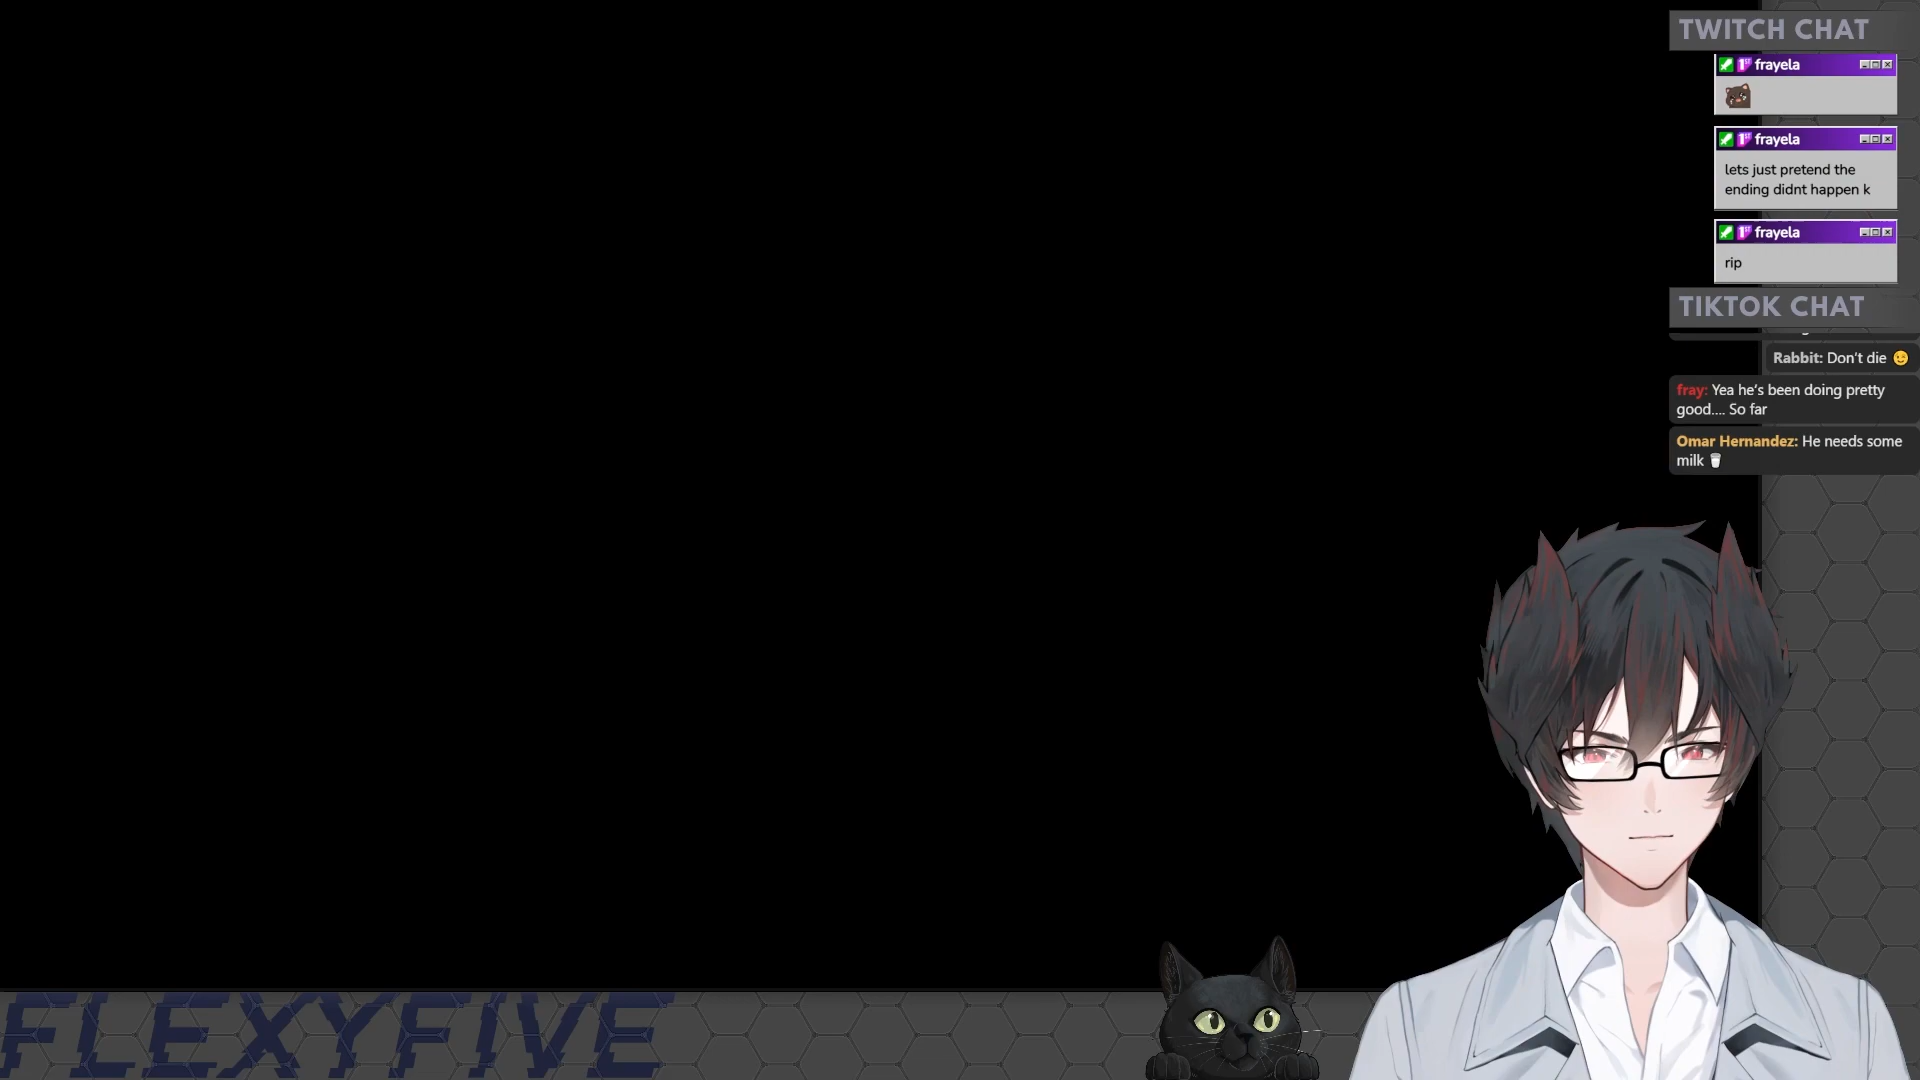 TWITCH CHAT
frayela
frayela
lets just pretend the
ending didnt happen k
frayela
rip
TIKTOK CHAT
Rabbit: Don't die 😉
fray: Yea he's been doing pretty
good.... So far
Omar Hernandez: He needs some
milk 🥛
FLEXYFIVE